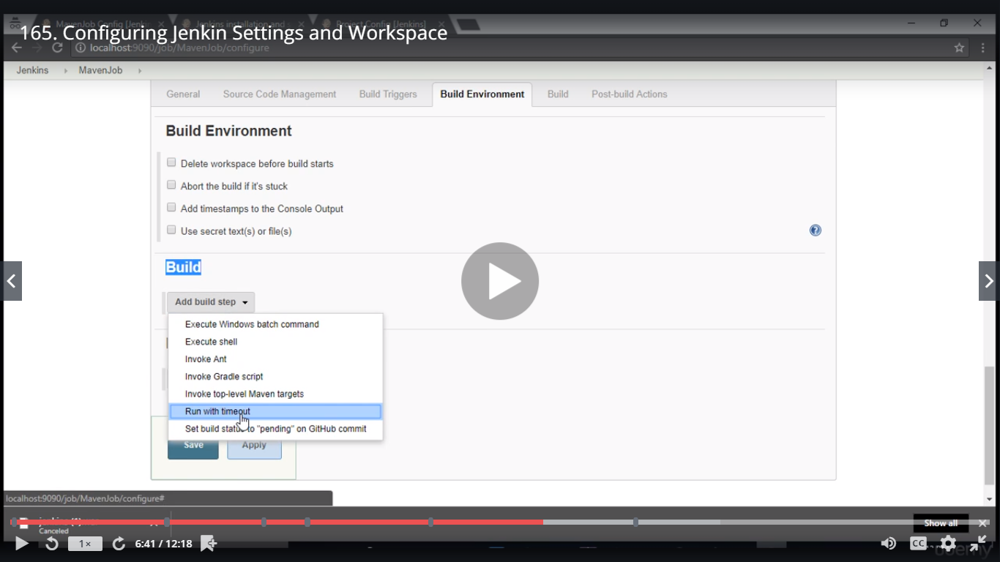 MavenJob Config [Jenk
Jenkins installation and
Project Config [Jenkins]
165. Configuring Jenkin Settings and Workspace
localhost:9090/job/MavenJob/configure
Jenkins
MavenJob
General
Source Code Management
Build Triggers
Build Environment
Build
Post-build Actions
Build Environment
Delete workspace before build starts
Abort the build if it's stuck
Add timestamps to the Console Output
Use secret text(s) or file(s)
Build
Add build step
Execute Windows batch command
Execute shell
Invoke Ant
Invoke Gradle script
Invoke top-level Maven targets
Run with timeout
Set build status to "pending" on GitHub commit
Save
Apply
localhost:9090/job/MavenJob/configure#
Canceled
Show all
1×
6:41 / 12:18
CC
udemy